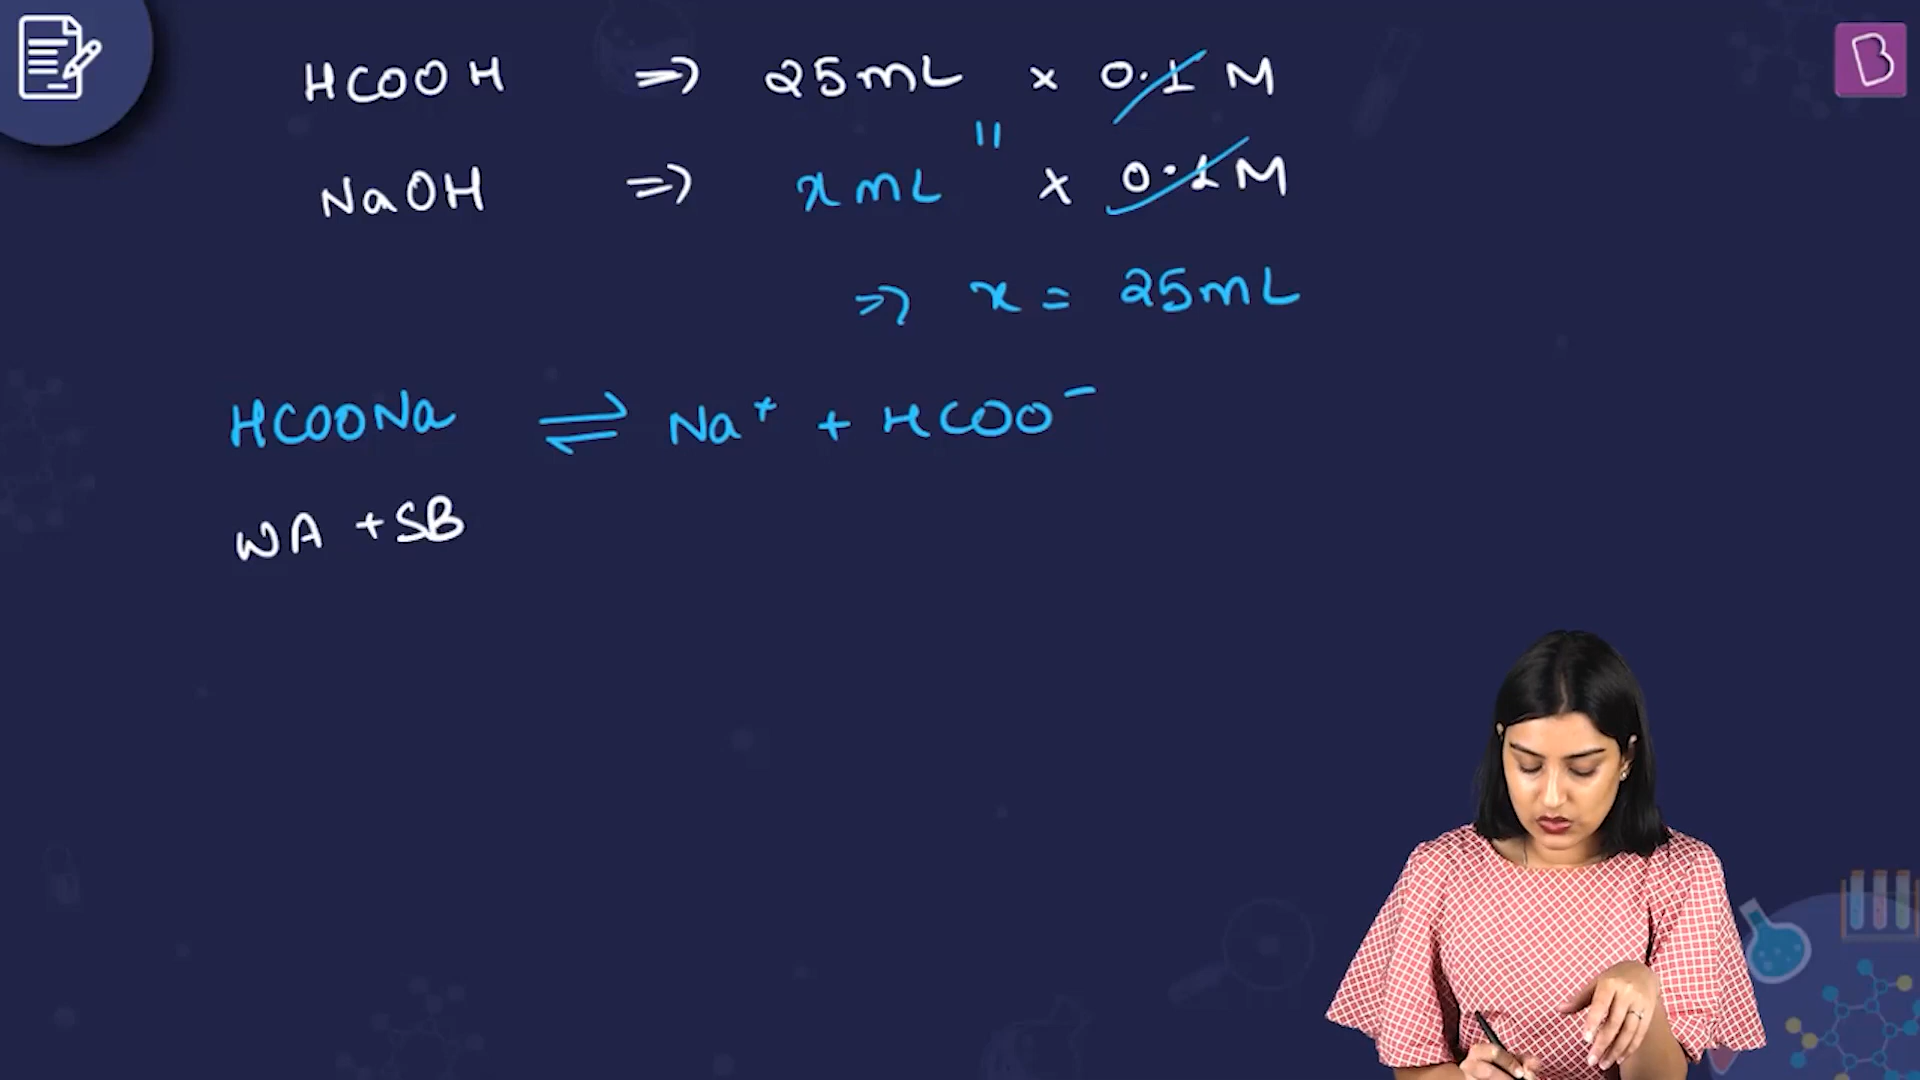 HCOOH ⇒ 25mL × 0.1 M
"
NaOH ⇒ x mL × 0.1 M
⇒ x = 25mL
HCOONa ⇌ Na⁺ + HCOO⁻
WA + SB
B